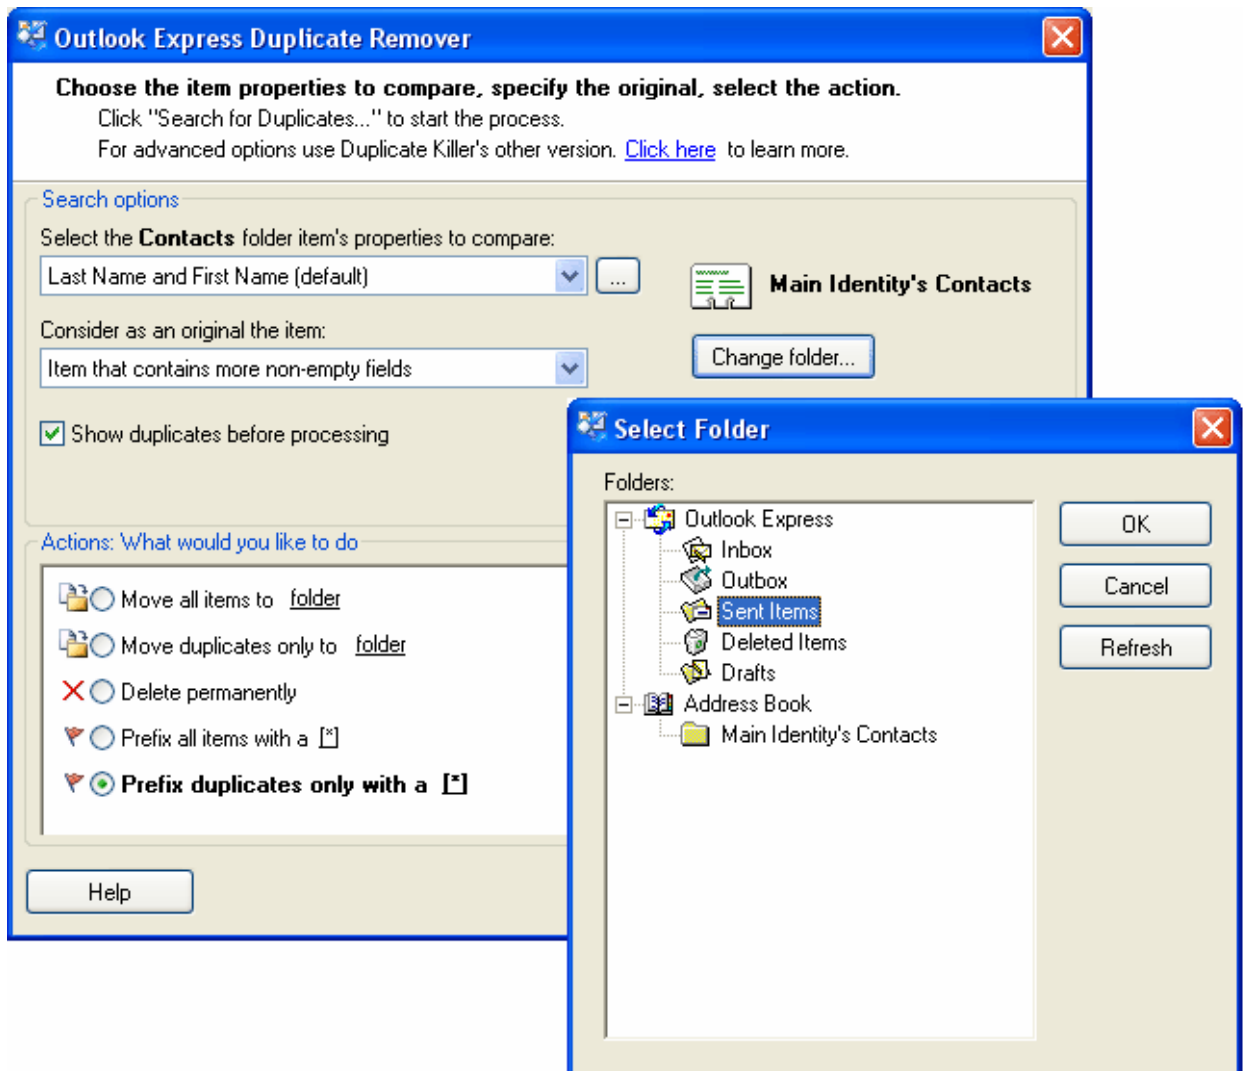 Outlook Express Duplicate Remover
Choose the item properties to compare, specify the original, select the action.
Click "Search for Duplicates..." to start the process.
For advanced options use Duplicate Killer's other version. Click here to learn more.
Search options
Select the Contacts folder item's properties to compare:
Last Name and First Name (default)
...
Main Identity's Contacts
Consider as an original the item:
Item that contains more non-empty fields
Change folder...
Show duplicates before processing
Actions: What would you like to do
Move all items to folder
Move duplicates only to folder
Delete permanently
Prefix all items with a [*]
Prefix duplicates only with a [*]
Help
Select Folder
Folders:
Outlook Express
Inbox
Outbox
Sent Items
Deleted Items
Drafts
Address Book
Main Identity's Contacts
OK
Cancel
Refresh